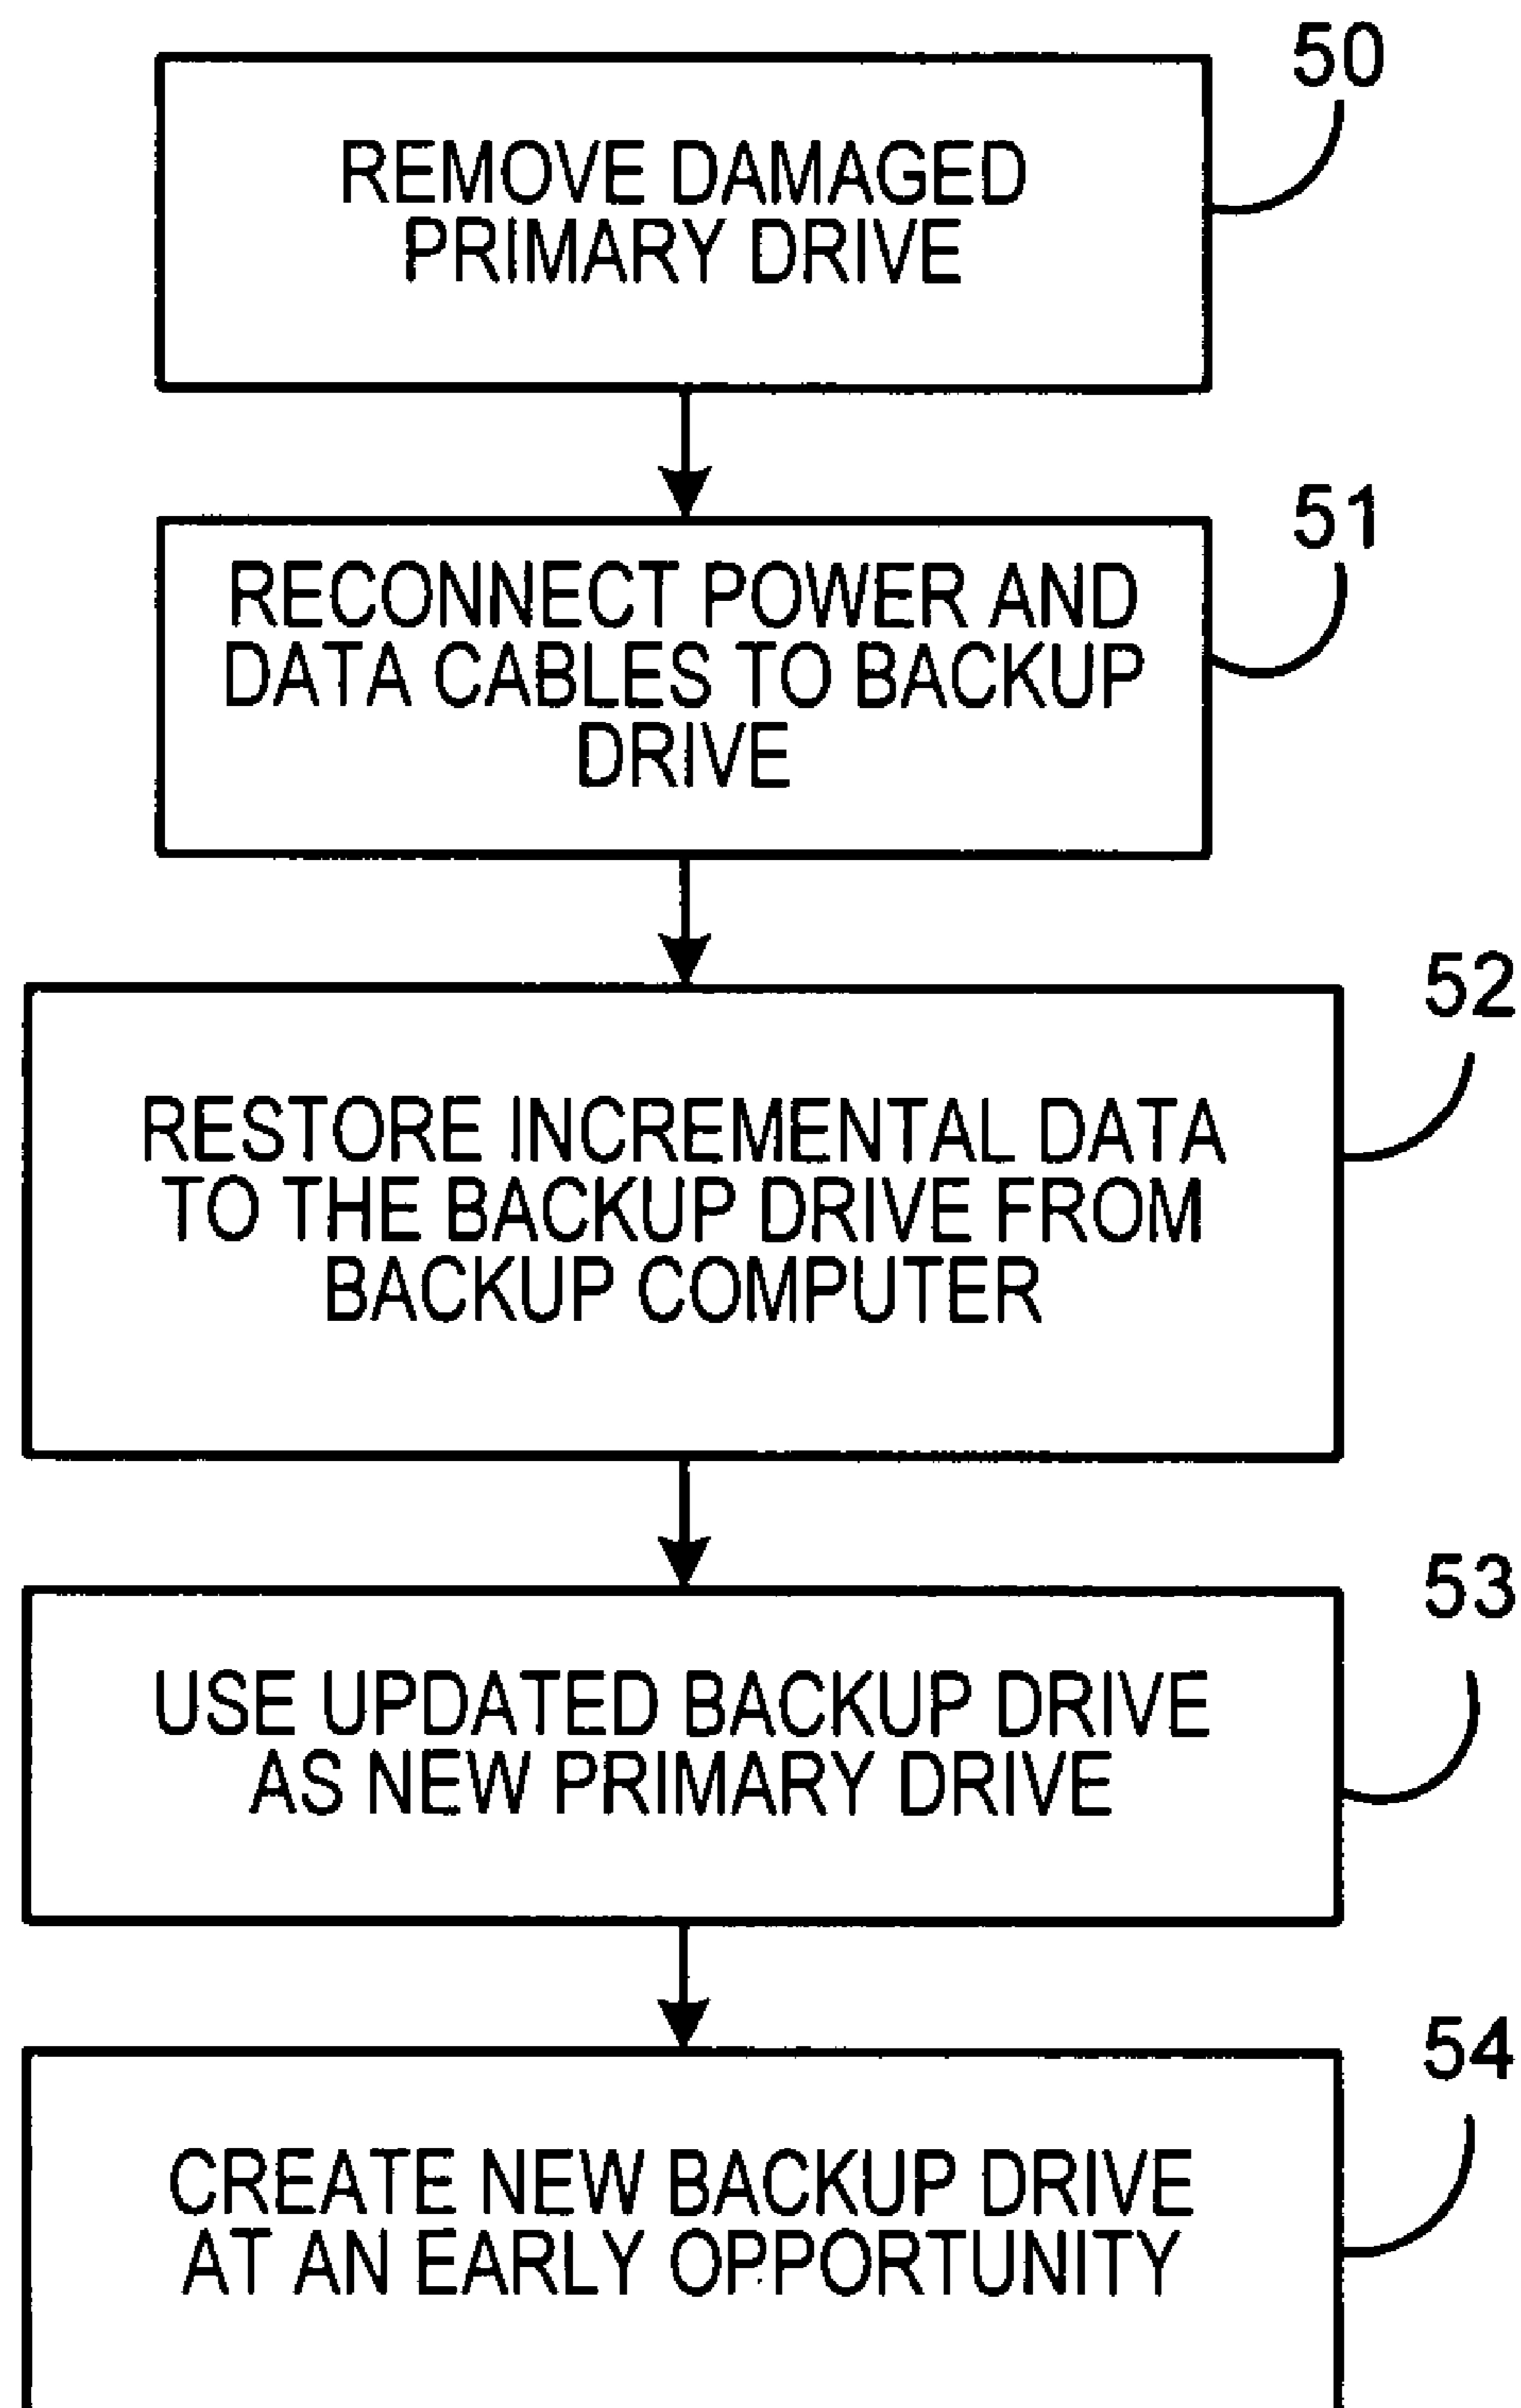 50
REMOVE DAMAGED
PRIMARY DRIVE
51
RECONNECT POWER AND
DATA CABLES TO BACKUP
DRIVE
52
RESTORE INCREMENTAL DATA
TO THE BACKUP DRIVE FROM
BACKUP COMPUTER
53
USE UPDATED BACKUP DRIVE
AS NEW PRIMARY DRIVE
54
CREATE NEW BACKUP DRIVE
AT AN EARLY OPPORTUNITY